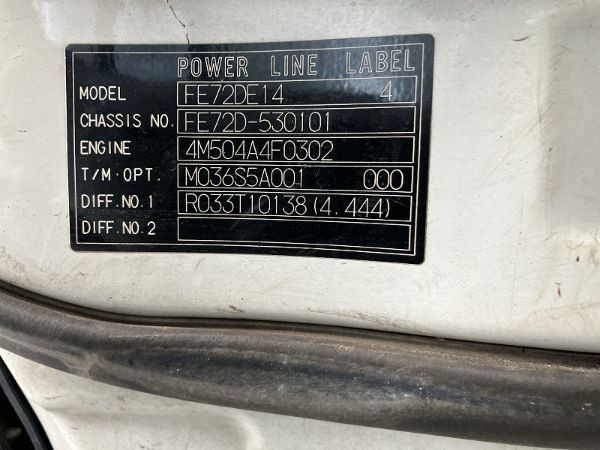 POWER LINE LABEL
MODEL FE72DE14 4
CHASSIS NO. FE72D-530101
ENGINE 4M504A4F0302
T/M·OPT. M036S5A001 000
DIFF.NO.1 R033T10138(4.444)
DIFF.NO.2